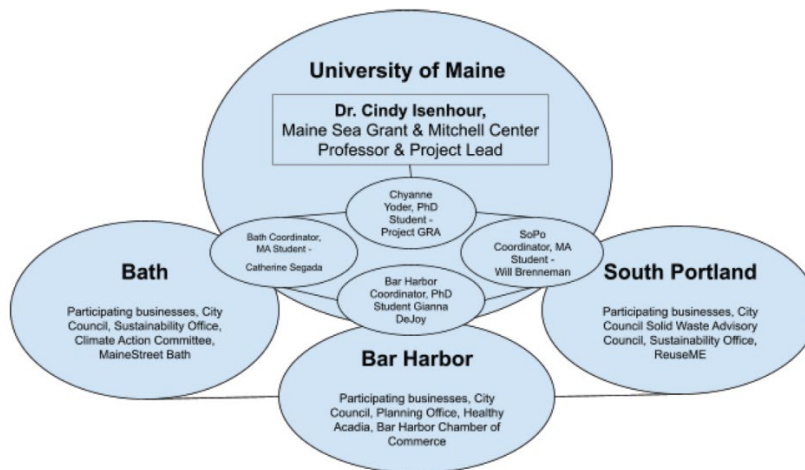 University of Maine
Dr. Cindy Isenhour,
Maine Sea Grant & Mitchell Center
Professor & Project Lead
Chyanne
Yoder, PhD
Student -
Project GRA
Bath Coordinator,
MA Student -
Catherine Segada
SoPo
Coordinator, MA
Student -
Will Brenneman
Bar Harbor
Coordinator, PhD
Student Gianna
DeJoy
Bath
Participating businesses, City
Council, Sustainability Office,
Climate Action Committee,
MaineStreet Bath
Bar Harbor
Participating businesses, City
Council, Planning Office, Healthy
Acadia, Bar Harbor Chamber of
Commerce
South Portland
Participating businesses, City
Council Solid Waste Advisory
Council, Sustainability Office,
ReuseME